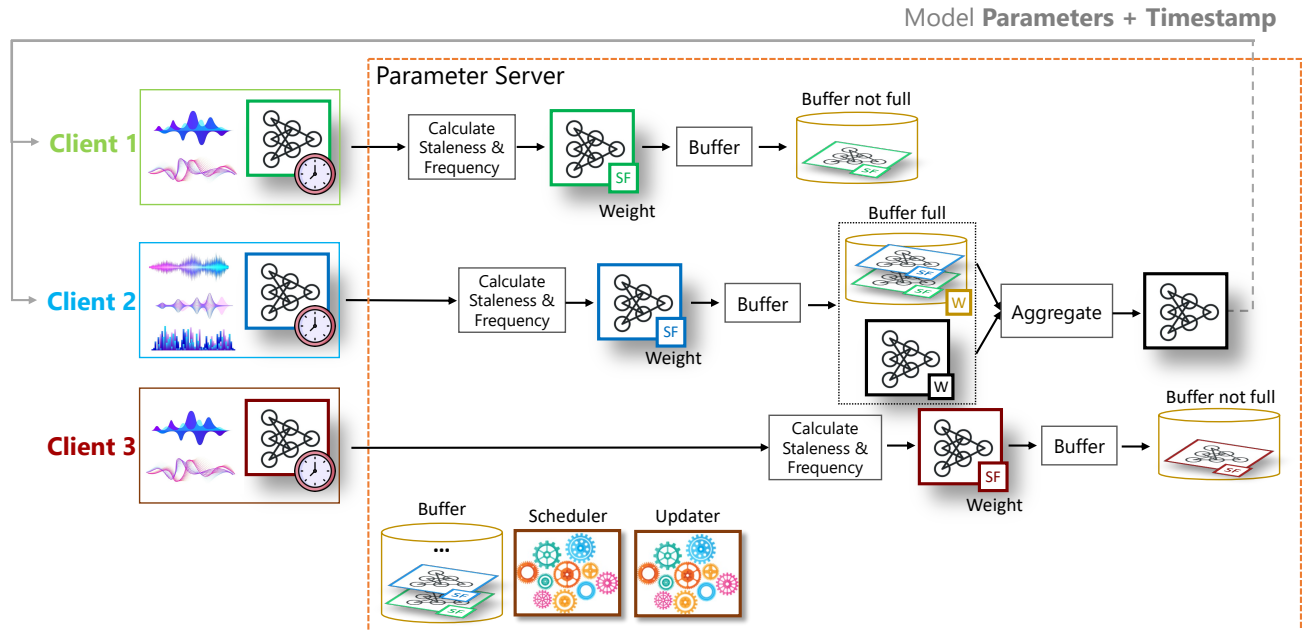 Model Parameters + Timestamp
Parameter Server
Client 1
Calculate
Staleness &
Frequency
SF
Weight
Buffer
Buffer not full
SF
Client 2
Calculate
Staleness &
Frequency
SF
Weight
Buffer
Buffer full
SF
SF
W
W
Aggregate
Client 3
Calculate
Staleness &
Frequency
SF
Weight
Buffer
Buffer not full
SF
Buffer
...
SF
SF
Scheduler
Updater